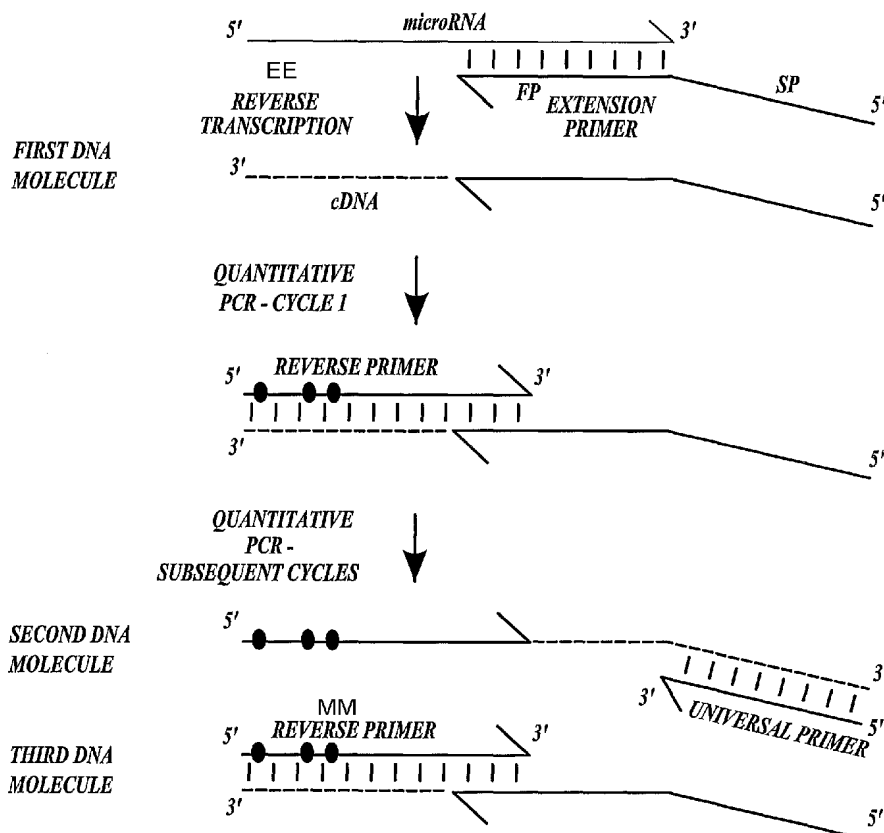 5' microRNA 3'
EE
REVERSE
TRANSCRIPTION
FP EXTENSION
PRIMER
SP
5'
FIRST DNA
MOLECULE
3'
cDNA
5'
QUANTITATIVE
PCR - CYCLE 1
5' REVERSE PRIMER 3'
3'
5'
QUANTITATIVE
PCR -
SUBSEQUENT CYCLES
SECOND DNA
MOLECULE
5'
3'
3'
UNIVERSAL PRIMER
5'
THIRD DNA
MOLECULE
MM
5' REVERSE PRIMER 3'
3'
5'